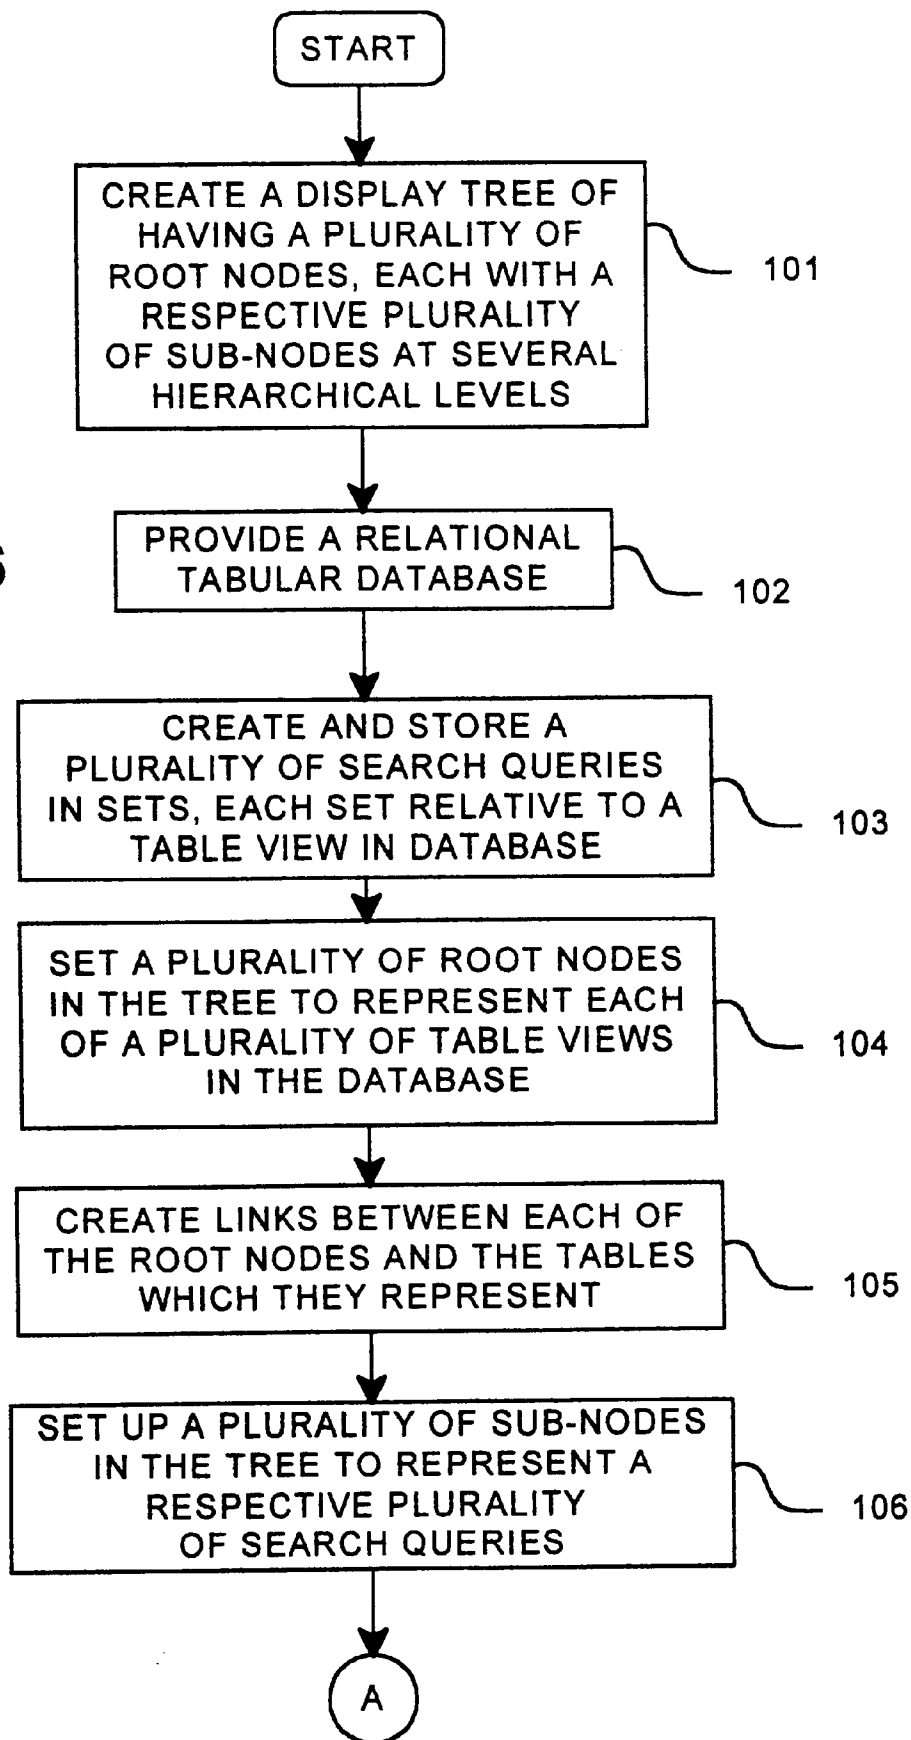 START
CREATE A DISPLAY TREE OF
HAVING A PLURALITY OF
ROOT NODES, EACH WITH A
RESPECTIVE PLURALITY
OF SUB-NODES AT SEVERAL
HIERARCHICAL LEVELS
101
PROVIDE A RELATIONAL
TABULAR DATABASE
102
CREATE AND STORE A
PLURALITY OF SEARCH QUERIES
IN SETS, EACH SET RELATIVE TO A
TABLE VIEW IN DATABASE
103
SET A PLURALITY OF ROOT NODES
IN THE TREE TO REPRESENT EACH
OF A PLURALITY OF TABLE VIEWS
IN THE DATABASE
104
CREATE LINKS BETWEEN EACH OF
THE ROOT NODES AND THE TABLES
WHICH THEY REPRESENT
105
SET UP A PLURALITY OF SUB-NODES
IN THE TREE TO REPRESENT A
RESPECTIVE PLURALITY
OF SEARCH QUERIES
106
A